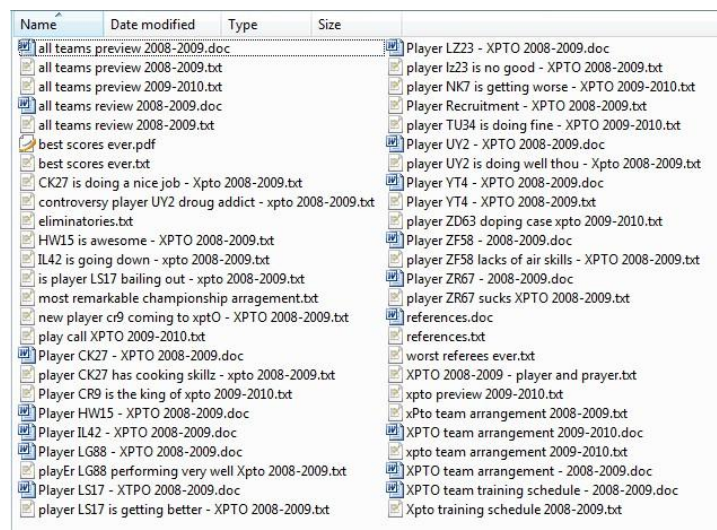 Name Date modified Type Size
all teams preview 2008-2009.doc
all teams preview 2008-2009.txt
all teams preview 2009-2010.txt
all teams review 2008-2009.doc
all teams review 2008-2009.txt
best scores ever.pdf
best scores ever.txt
CK27 is doing a nice job - Xpto 2008-2009.txt
controversy player UY2 droug addict - xpto 2008-2009.txt
eliminatories.txt
HW15 is awesome - XPTO 2008-2009.txt
IL42 is going down - xpto 2008-2009.txt
is player LS17 bailing out - xpto 2008-2009.txt
most remarkable championship arragement.txt
new player cr9 coming to xptO - XPTO 2008-2009.txt
play call XPTO 2009-2010.txt
Player CK27 - XPTO 2008-2009.doc
player CK27 has cooking skillz - xpto 2008-2009.txt
Player CR9 is the king of xpto 2009-2010.txt
Player HW15 - XPTO 2008-2009.doc
Player IL42 - XPTO 2008-2009.doc
Player LG88 - XPTO 2008-2009.doc
playEr LG88 performing very well Xpto 2008-2009.txt
Player LS17 - XTPO 2008-2009.doc
player LS17 is getting better - XPTO 2008-2009.txt
Player LZ23 - XPTO 2008-2009.doc
player lz23 is no good - XPTO 2008-2009.txt
player NK7 is getting worse - XPTO 2009-2010.txt
Player Recruitment - XPTO 2008-2009.txt
player TU34 is doing fine - XPTO 2009-2010.txt
Player UY2 - XPTO 2008-2009.doc
player UY2 is doing well thou - Xpto 2008-2009.txt
Player YT4 - XPTO 2008-2009.doc
Player YT4 - XPTO 2008-2009.txt
player ZD63 doping case xpto 2009-2010.txt
Player ZF58 - 2008-2009.doc
player ZF58 lacks of air skills - XPTO 2008-2009.txt
Player ZR67 - 2008-2009.doc
player ZR67 sucks XPTO 2008-2009.txt
references.doc
references.txt
worst referees ever.txt
XPTO 2008-2009 - player and prayer.txt
xpto preview 2009-2010.txt
xPto team arrangement 2008-2009.txt
XPTO team arrangement 2009-2010.doc
xpto team arrangement 2009-2010.txt
XPTO team arrangement - 2008-2009.doc
XPTO team training schedule - 2008-2009.doc
Xpto training schedule 2008-2009.txt